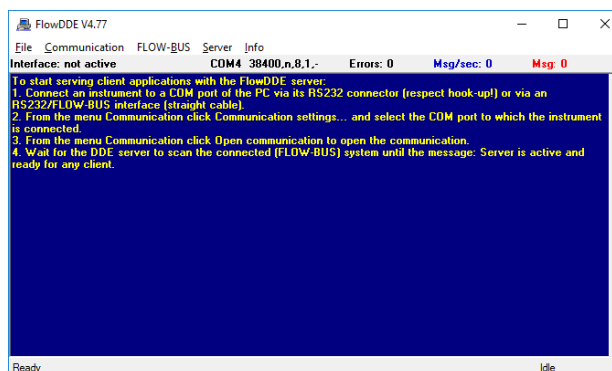 FlowDDE V4.77
File Communication FLOW-BUS Server Info
Interface: not active COM4 38400,n,8,1,- Errors: 0 Msg/sec: 0 Msg: 0
To start serving client applications with the FlowDDE server:
1. Connect an instrument to a COM port of the PC via its RS232 connector (respect hook-up!) or via an
RS232/FLOW-BUS interface (straight cable).
2. From the menu Communication click Communication settings... and select the COM port to which the instrument
is connected.
3. From the menu Communication click Open communication to open the communication.
4. Wait for the DDE server to scan the connected (FLOW-BUS) system until the message: Server is active and
ready for any client.
Ready Idle